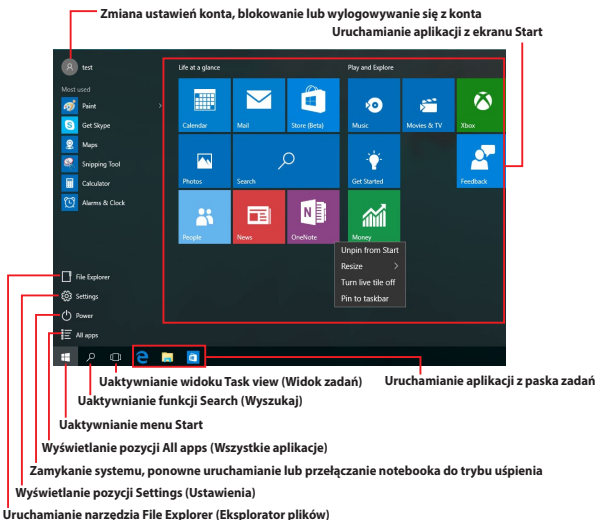 Zmiana ustawień konta, blokowanie lub wylogowywanie się z konta
Uruchamianie aplikacji z ekranu Start
test
Life at a glance
Play and Explore
Most used
Paint
Get Skype
Maps
Snipping Tool
Calculator
Alarms & Clock
Calendar
Mail
Store (Beta)
Music
Movies & TV
Xbox
Photos
Search
Get Started
Feedback
People
News
OneNote
Money
Unpin from Start
Resize
Turn live tile off
Pin to taskbar
File Explorer
Settings
Power
All apps
Uaktywnianie widoku Task view (Widok zadań)
Uruchamianie aplikacji z paska zadań
Uaktywnianie funkcji Search (Wyszukaj)
Uaktywnianie menu Start
Wyświetlanie pozycji All apps (Wszystkie aplikacje)
Zamykanie systemu, ponowne uruchamianie lub przełączanie notebooka do trybu uśpienia
Wyświetlanie pozycji Settings (Ustawienia)
Uruchamianie narzędzia File Explorer (Eksplorator plików)